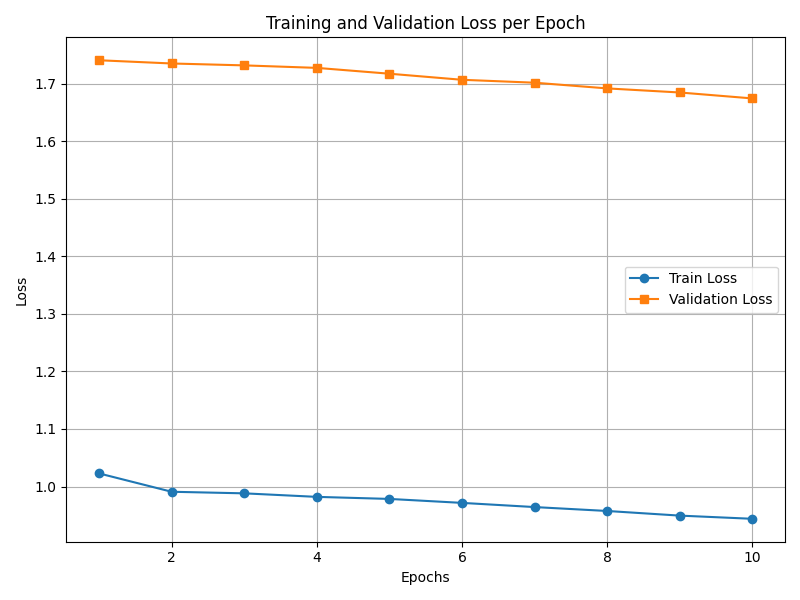 Training and Validation Loss per Epoch
Loss
1.7
1.6
1.5
1.4
1.3
1.2
1.1
1.0
Train Loss
Validation Loss
2 4 6 8 10
Epochs